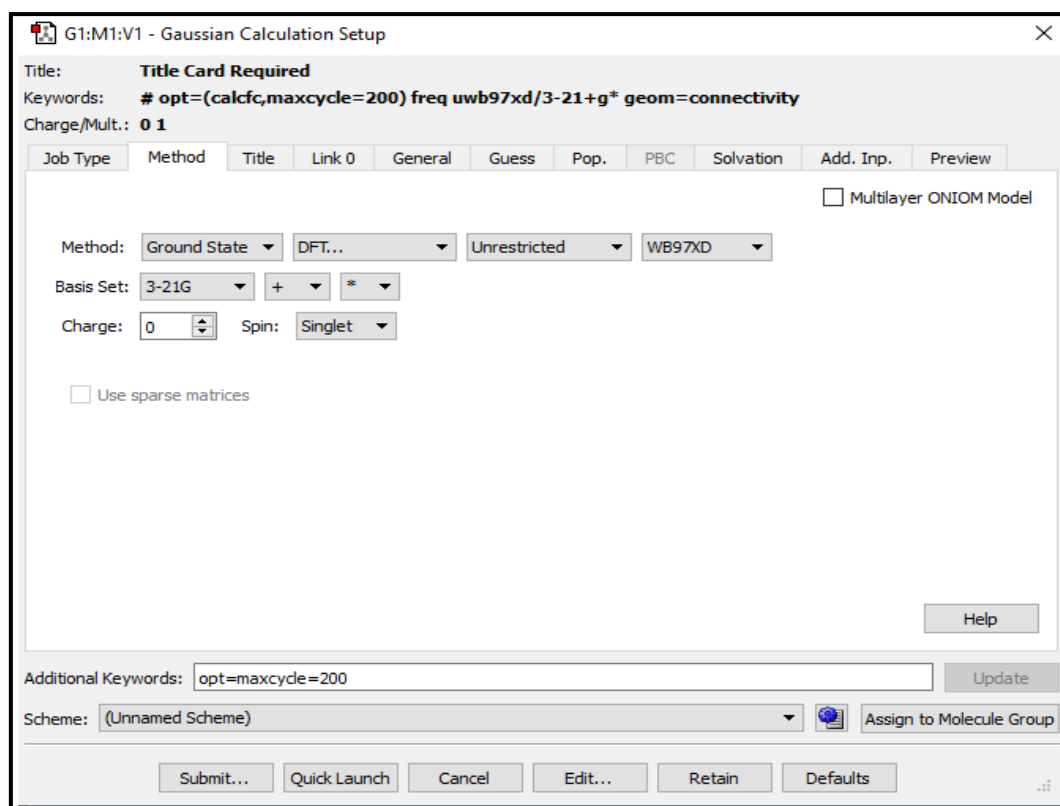 G1:M1:V1 - Gaussian Calculation Setup
Title: Title Card Required
Keywords: # opt=(calcfc,maxcycle=200) freq uwb97xd/3-21+g* geom=connectivity
Charge/Mult.: 0 1
Job Type Method Title Link 0 General Guess Pop. PBC Solvation Add. Inp. Preview
Multilayer ONIOM Model
Method: Ground State DFT... Unrestricted WB97XD
Basis Set: 3-21G + *
Charge: 0 Spin: Singlet
Use sparse matrices
Help
Additional Keywords: opt=maxcycle=200 Update
Scheme: (Unnamed Scheme) Assign to Molecule Group
Submit... Quick Launch Cancel Edit... Retain Defaults